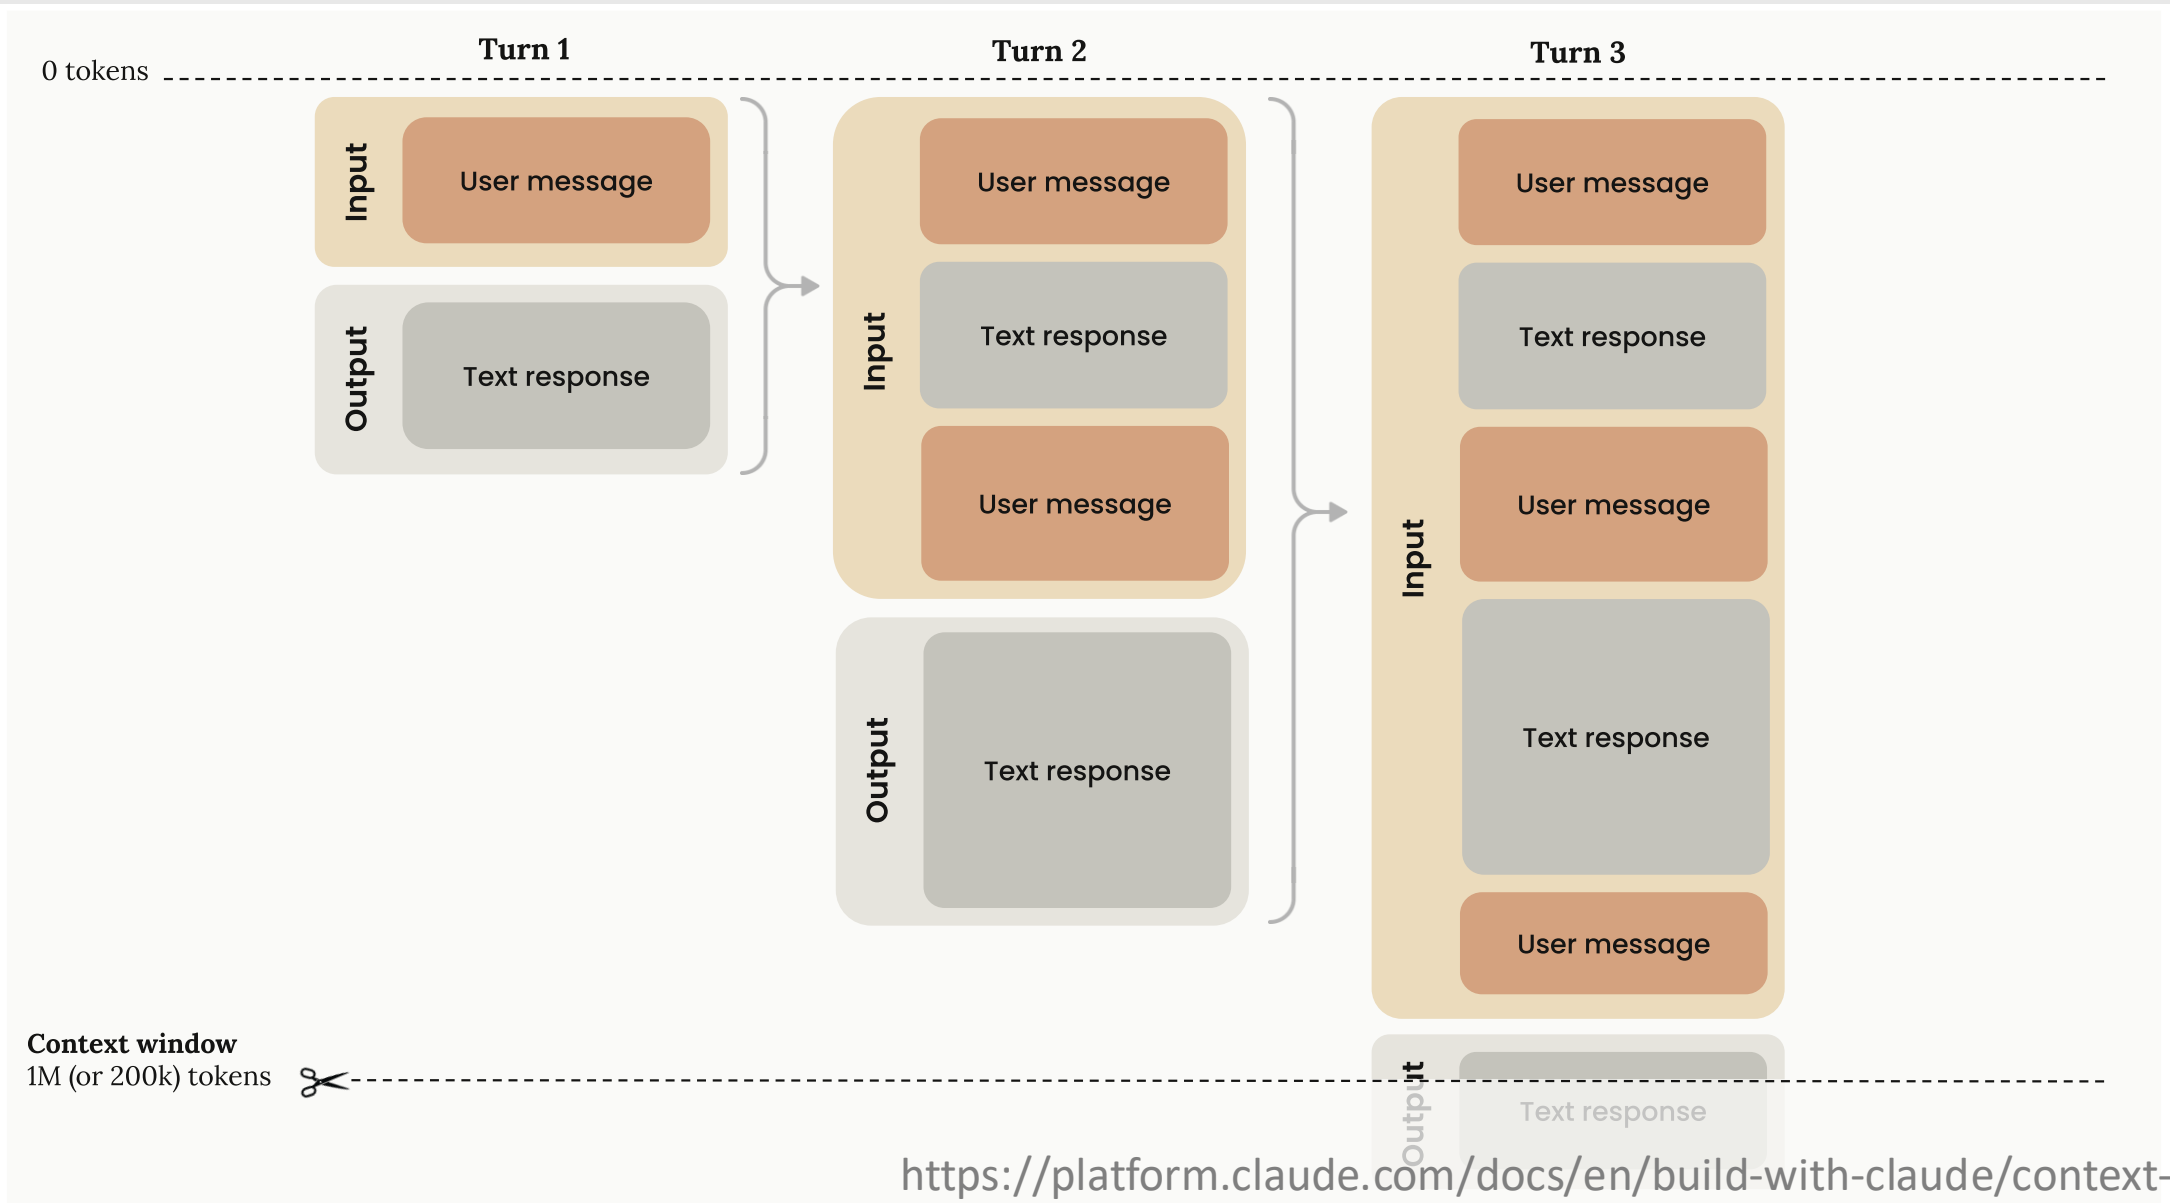 Turn 1
Turn 2
Turn 3
0 tokens
Input
User message
Output
Text response
Input
User message
Text response
User message
Output
Text response
Input
User message
Text response
User message
Text response
User message
Output
Text response
Context window
1M (or 200k) tokens
https://platform.claude.com/docs/en/build-with-claude/context-